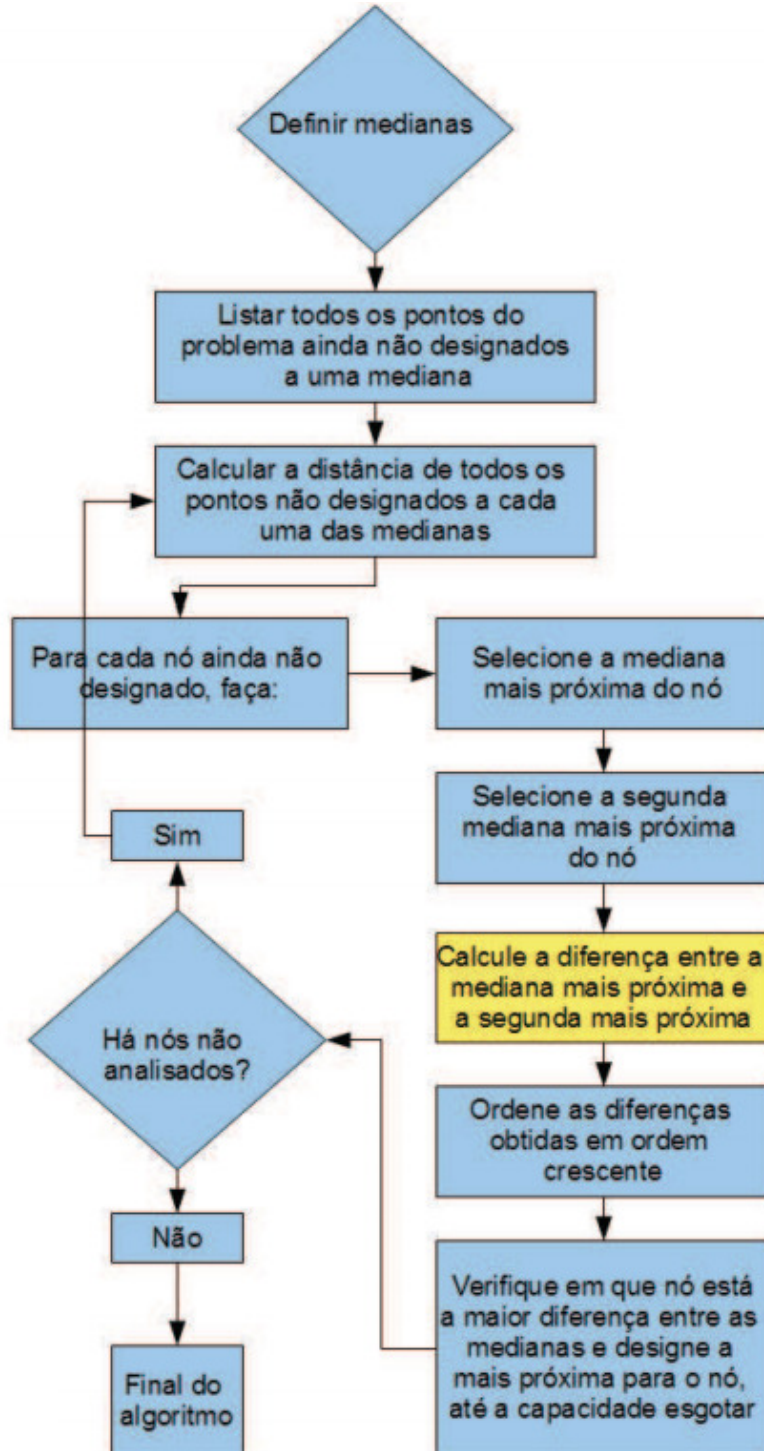 Definir medianas
Listar todos os pontos do
problema ainda não designados
a uma mediana
Calcular a distância de todos os
pontos não designados a cada
uma das medianas
Para cada nó ainda não
designado, faça:
Selecione a mediana
mais próxima do nó
Selecione a segunda
mediana mais próxima
do nó
Calcule a diferença entre a
mediana mais próxima e
a segunda mais próxima
Ordene as diferenças
obtidas em ordem
crescente
Verifique em que nó está
a maior diferença entre as
medianas e designe a
mais próxima para o nó,
até a capacidade esgotar
Há nós não
analisados?
Sim
Não
Final do
algoritmo